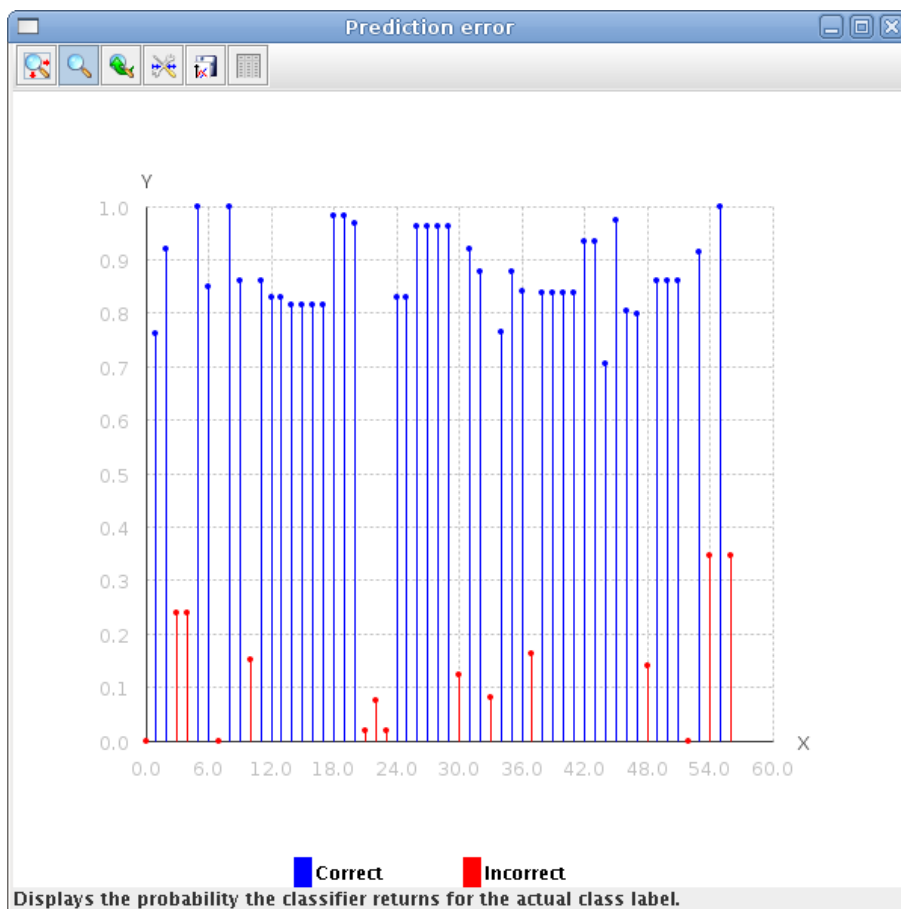 Prediction error
Y
1.0
0.9
0.8
0.7
0.6
0.5
0.4
0.3
0.2
0.1
0.0
X
0.0 6.0 12.0 18.0 24.0 30.0 36.0 42.0 48.0 54.0 60.0
Correct Incorrect
Displays the probability the classifier returns for the actual class label.